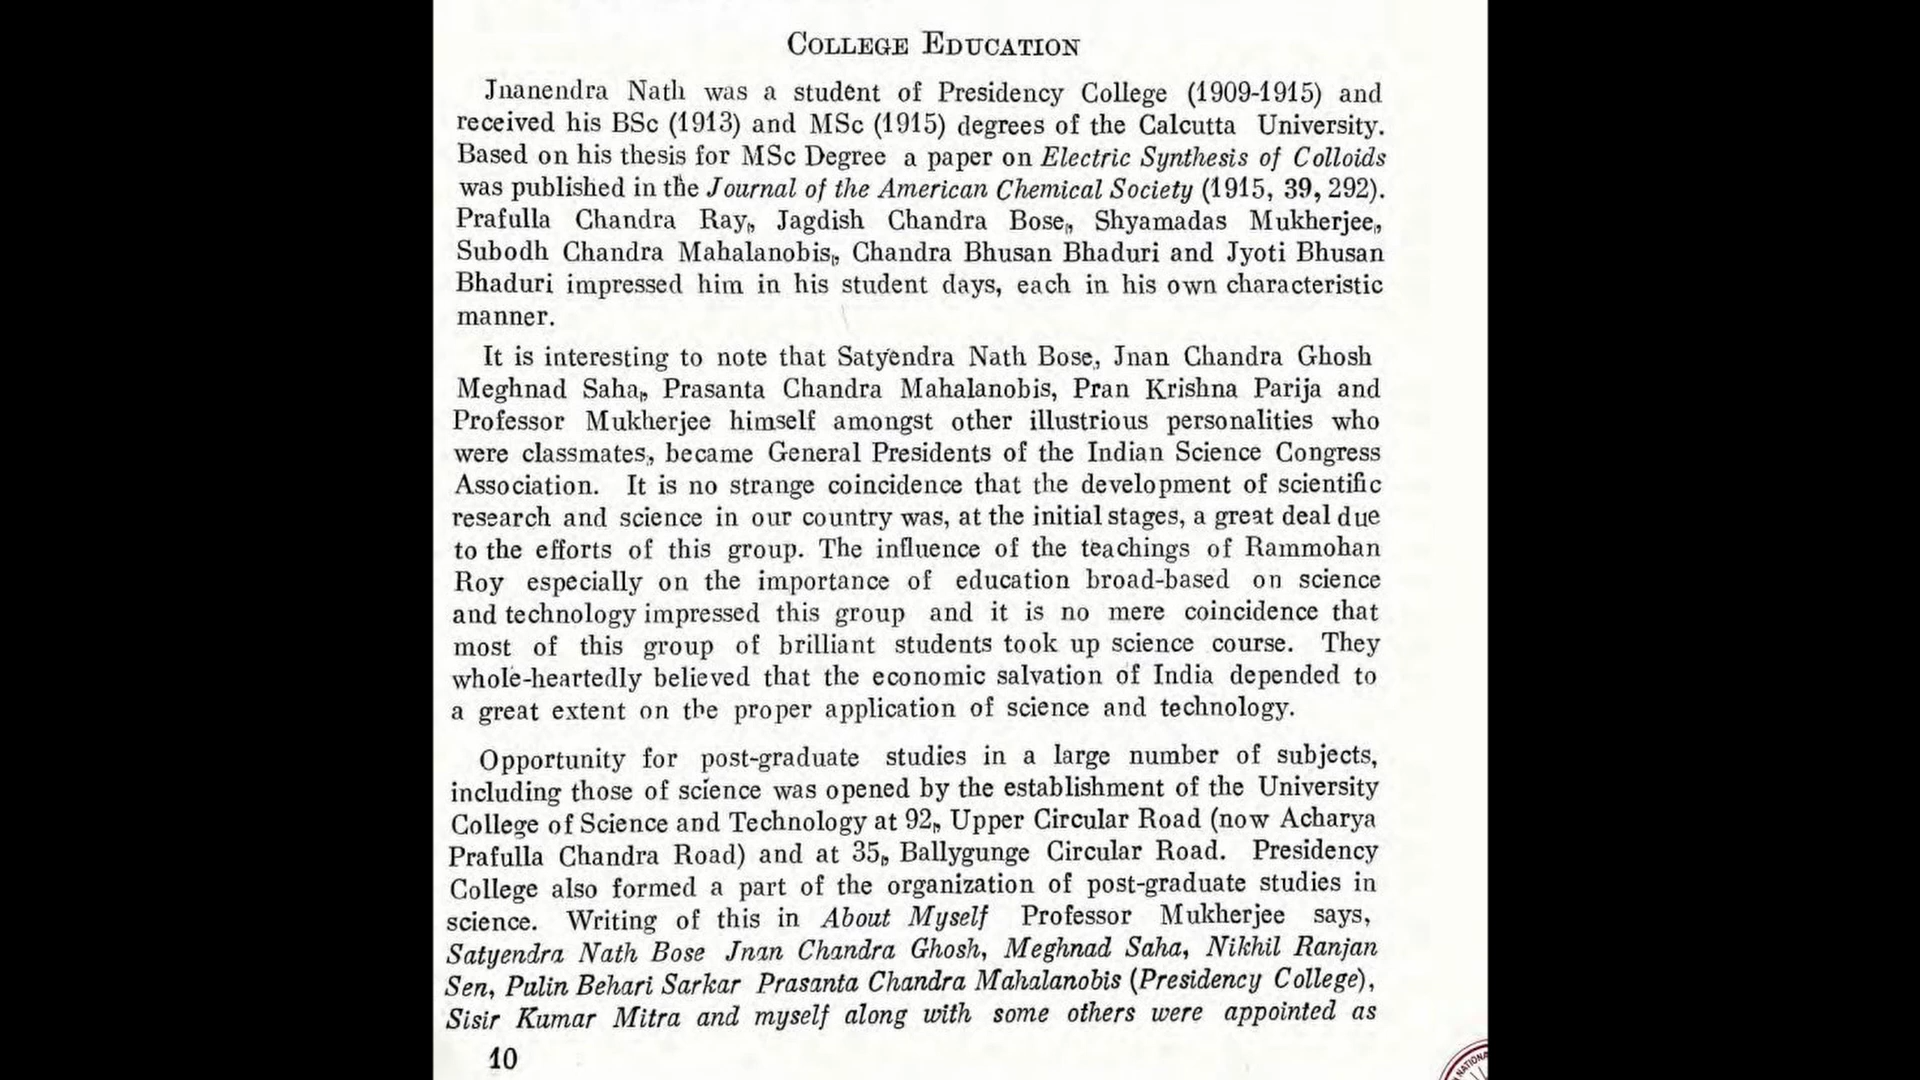 COLLEGE EDUCATION
Jnanendra Nath was a student of Presidency College (1909-1915) and
received his BSc (1913) and MSc (1915) degrees of the Calcutta University.
Based on his thesis for MSc Degree a paper on Electric Synthesis of Colloids
was published in the Journal of the American Chemical Society (1915, 39, 292).
Prafulla Chandra Ray, Jagdish Chandra Bose, Shyamadas Mukherjee,
Subodh Chandra Mahalanobis, Chandra Bhusan Bhaduri and Jyoti Bhusan
Bhaduri impressed him in his student days, each in his own characteristic
manner.
It is interesting to note that Satyendra Nath Bose, Jnan Chandra Ghosh
Meghnad Saha, Prasanta Chandra Mahalanobis, Pran Krishna Parija and
Professor Mukherjee himself amongst other illustrious personalities who
were classmates, became General Presidents of the Indian Science Congress
Association. It is no strange coincidence that the development of scientific
research and science in our country was, at the initial stages, a great deal due
to the efforts of this group. The influence of the teachings of Rammohan
Roy especially on the importance of education broad-based on science
and technology impressed this group and it is no mere coincidence that
most of this group of brilliant students took up science course. They
whole-heartedly believed that the economic salvation of India depended to
a great extent on the proper application of science and technology.
Opportunity for post-graduate studies in a large number of subjects,
including those of science was opened by the establishment of the University
College of Science and Technology at 92, Upper Circular Road (now Acharya
Prafulla Chandra Road) and at 35, Ballygunge Circular Road. Presidency
College also formed a part of the organization of post-graduate studies in
science. Writing of this in About Myself Professor Mukherjee says,
Satyendra Nath Bose Jnan Chandra Ghosh, Meghnad Saha, Nikhil Ranjan
Sen, Pulin Behari Sarkar Prasanta Chandra Mahalanobis (Presidency College),
Sisir Kumar Mitra and myself along with some others were appointed as
10